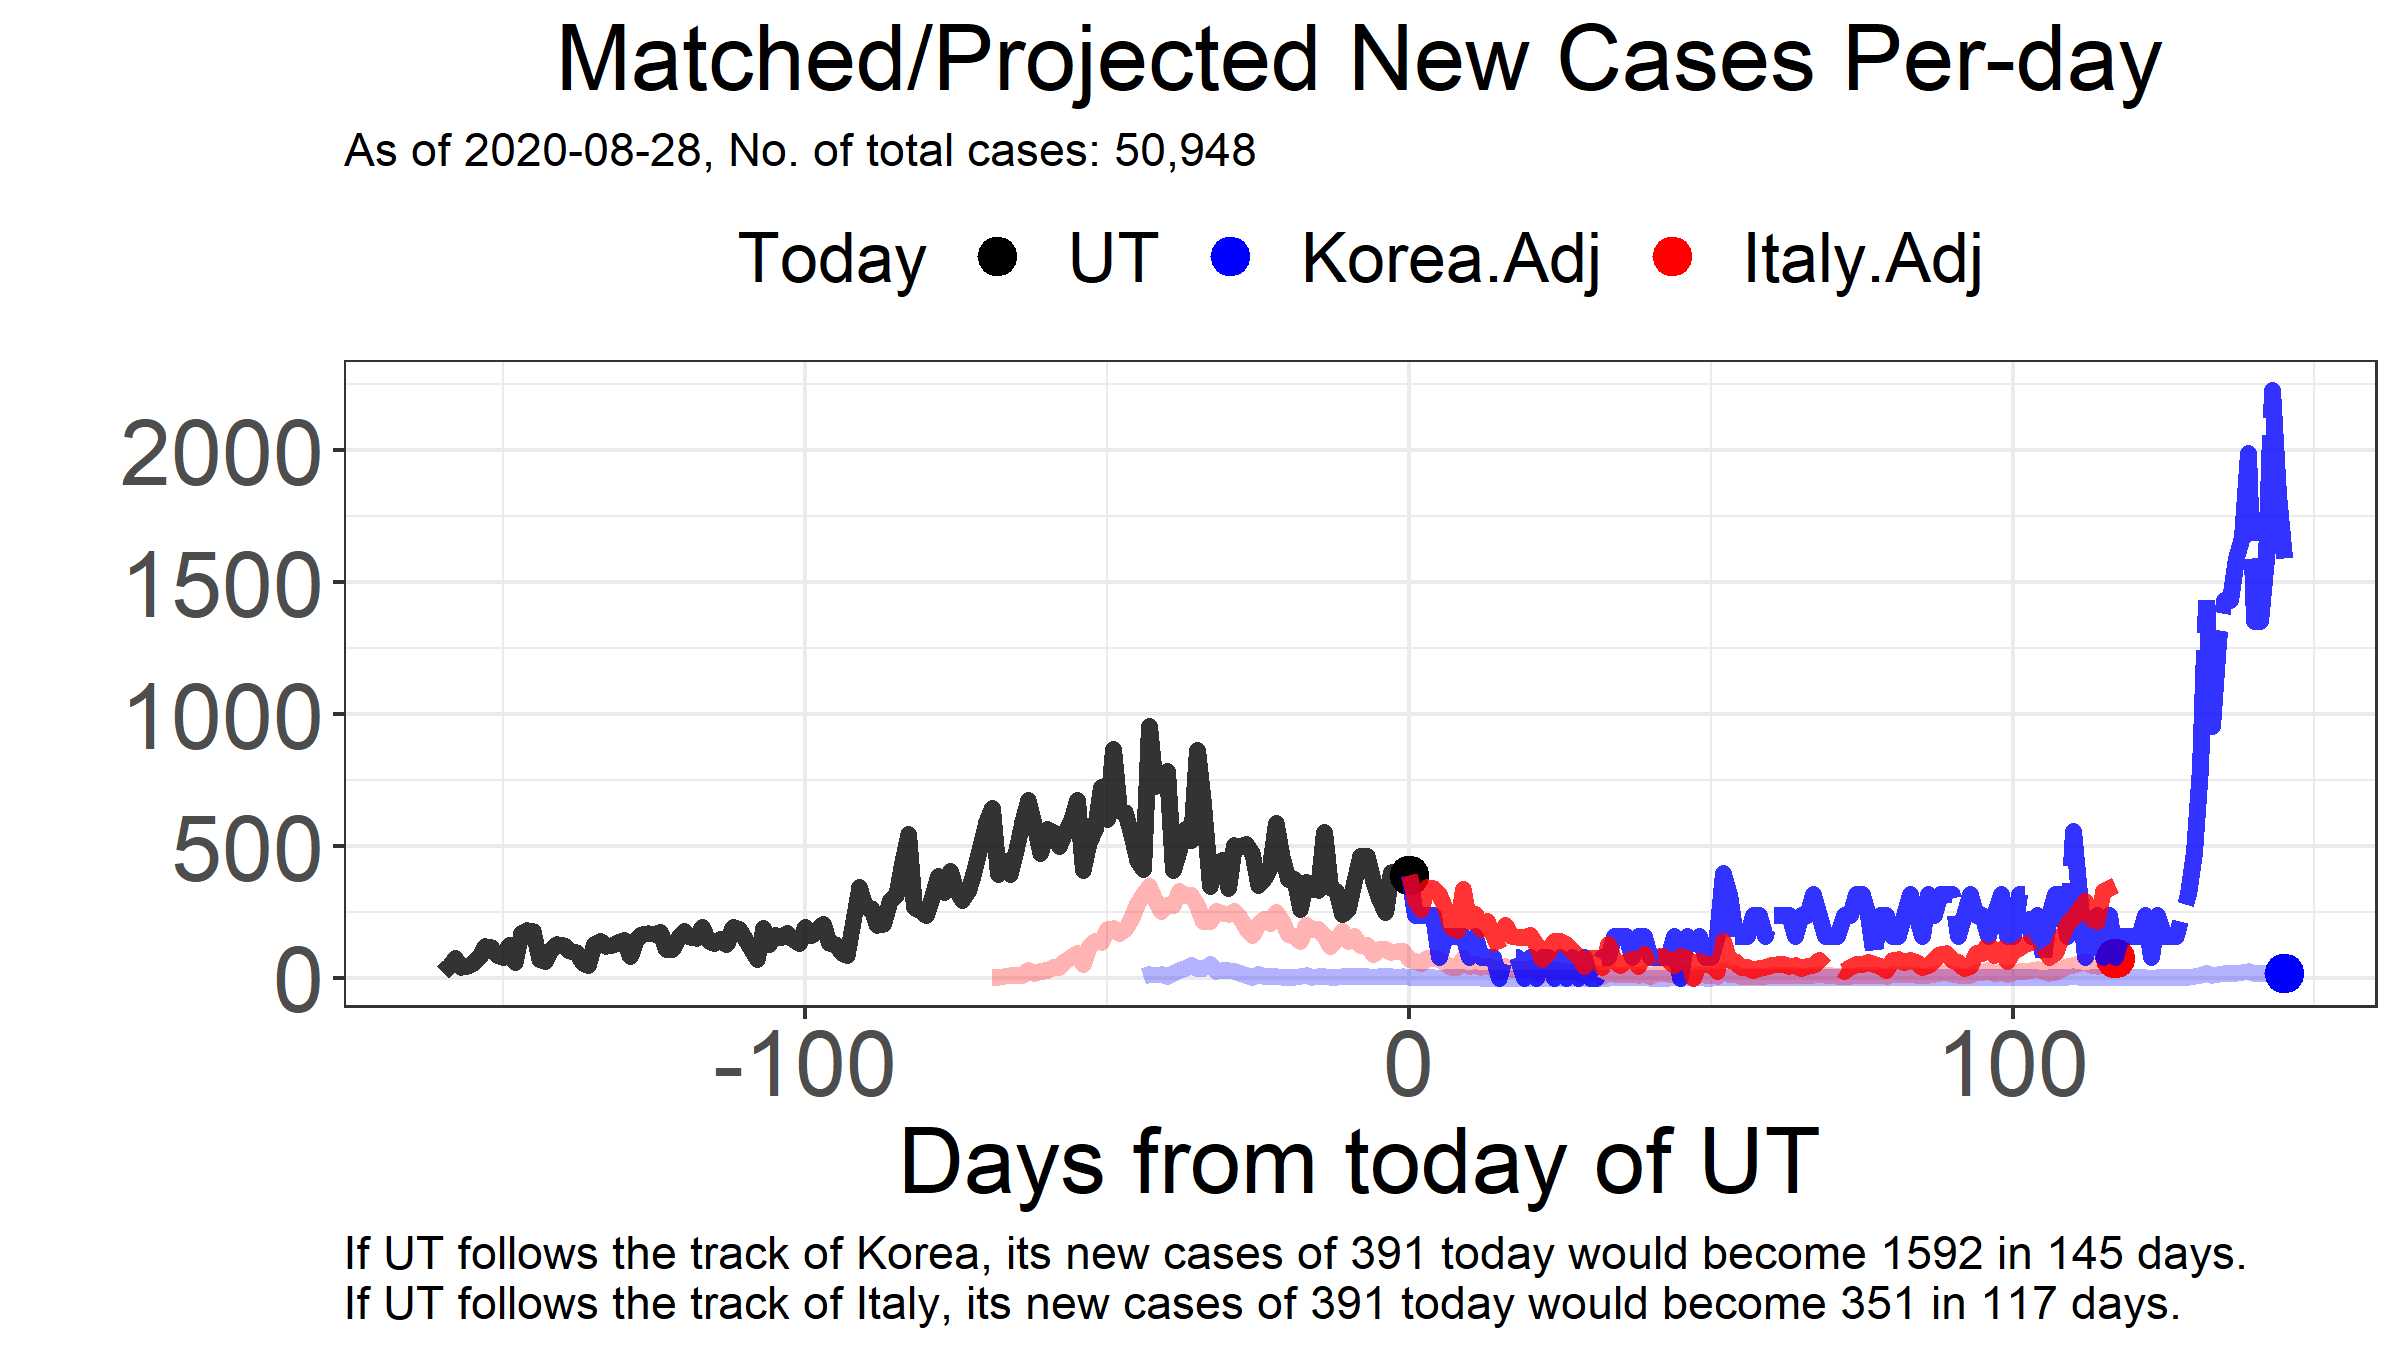 Matched/Projected New Cases Per-day
As of 2020-08-28, No. of total cases: 50,948
Today UT Korea.Adj Italy.Adj
2000
1500
1000
500
0
-100 0 100
Days from today of UT
If UT follows the track of Korea, its new cases of 391 today would become 1592 in 145 days.
If UT follows the track of Italy, its new cases of 391 today would become 351 in 117 days.